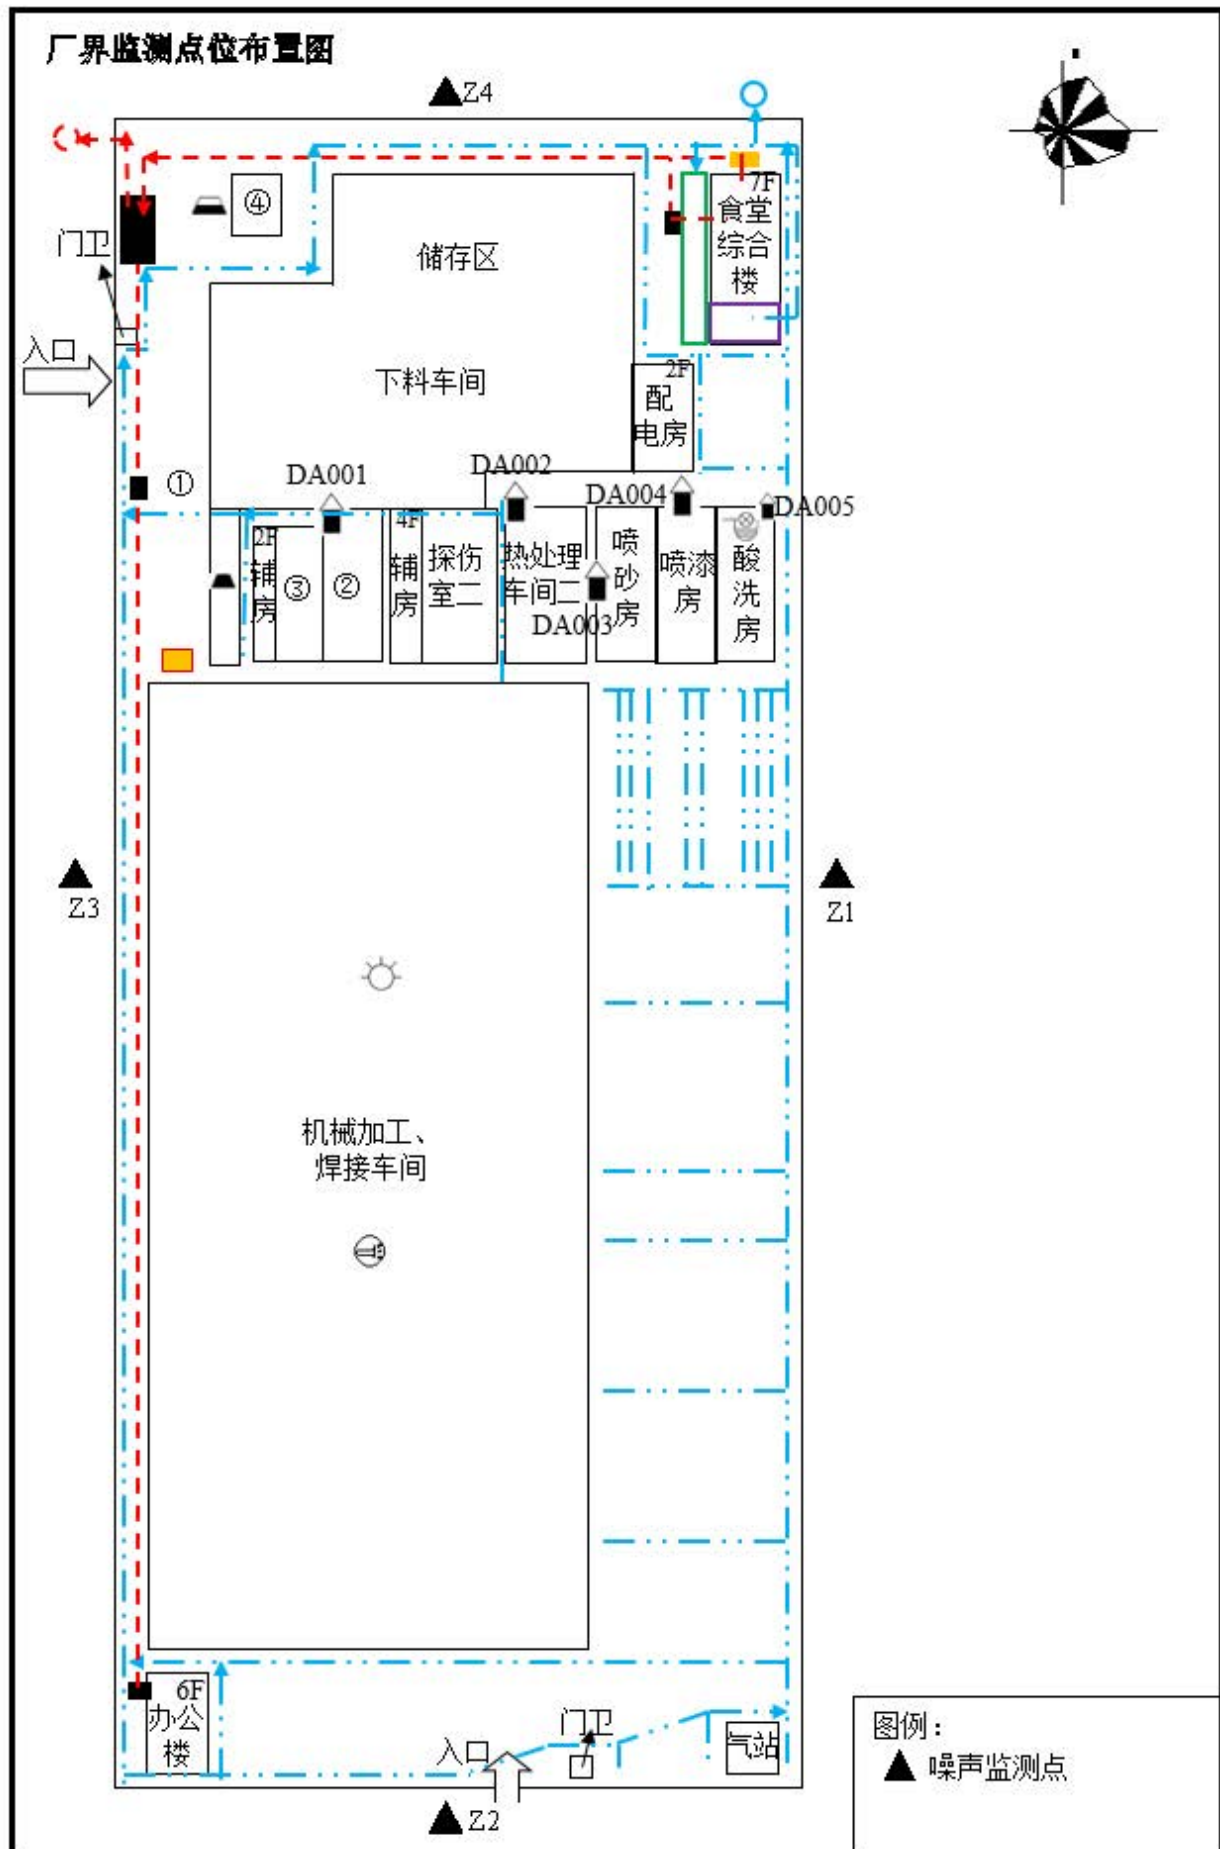 厂界监测点位布置图
Z4
④
7F
食堂
综合
楼
门卫
储存区
入口
下料车间
2F
配
电房
①
DA001
DA002
DA004
DA005
2F
辅
房
③
②
4F
辅
房
探伤
室二
热处理
车间二
DA003
喷
砂
房
喷漆
房
酸
洗
房
Z3
Z1
机械加工、
焊接车间
6F
办公
楼
入口
门卫
气站
Z2
图例：
噪声监测点